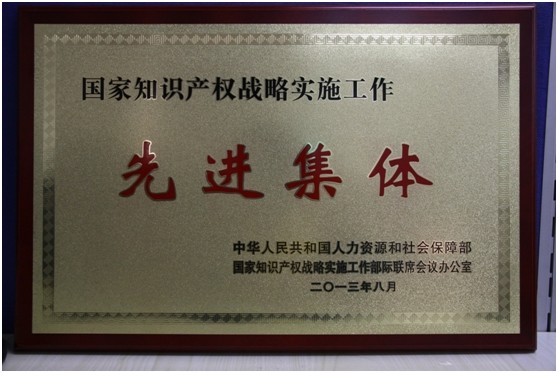 国家知识产权战略实施工作
先进集体
中华人民共和国人力资源和社会保障部
国家知识产权战略实施工作部际联席会议办公室
二〇一三年八月